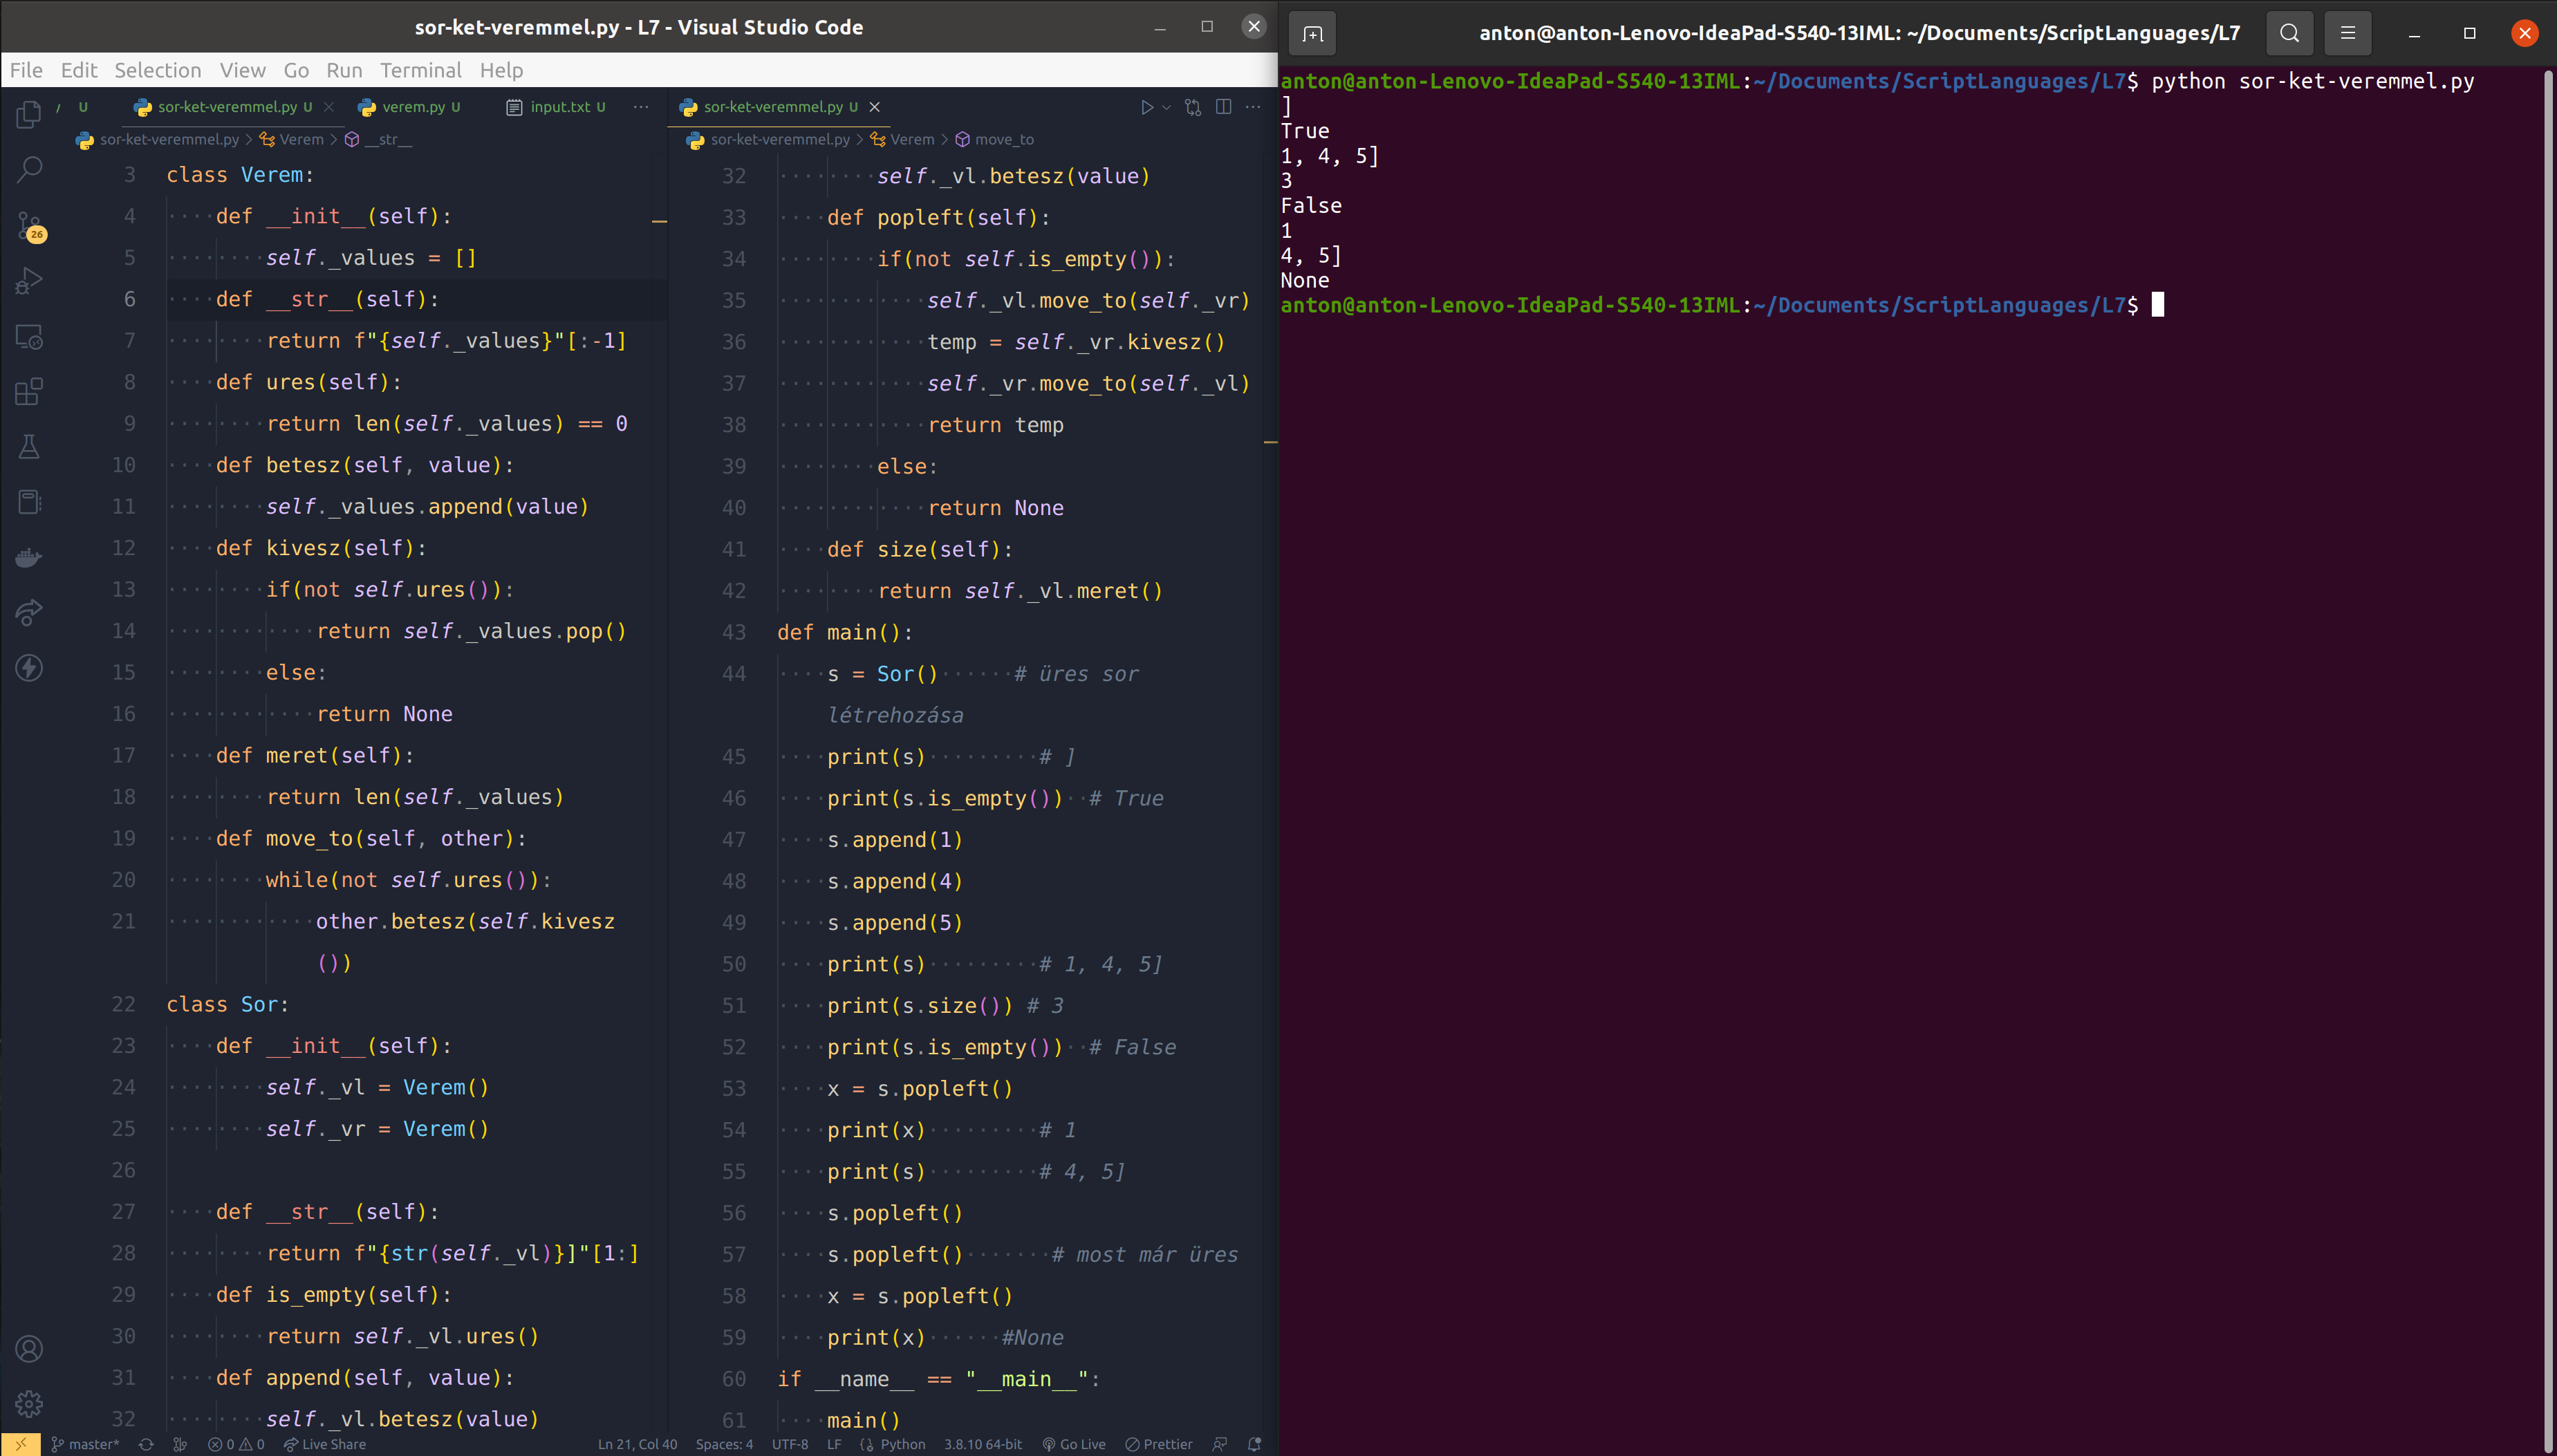 sor-ket-veremmel.py - L7 - Visual Studio Code
File Edit Selection View Go Run Terminal Help
U sor-ket-veremmel.py U verem.py U input.txt U ···
sor-ket-veremmel.py > Verem > __str__
26
3 class Verem:
4 def __init__(self):
5 self._values = []
6 def __str__(self):
7 return f"{self._values}"[:-1]
8 def ures(self):
9 return len(self._values) == 0
10 def betesz(self, value):
11 self._values.append(value)
12 def kivesz(self):
13 if(not self.ures()):
14 return self._values.pop()
15 else:
16 return None
17 def meret(self):
18 return len(self._values)
19 def move_to(self, other):
20 while(not self.ures()):
21 other.betesz(self.kivesz
())
22 class Sor:
23 def __init__(self):
24 self._vl = Verem()
25 self._vr = Verem()
26
27 def __str__(self):
28 return f"{str(self._vl)}]"[1:]
29 def is_empty(self):
30 return self._vl.ures()
31 def append(self, value):
32 self._vl.betesz(value)
sor-ket-veremmel.py U
sor-ket-veremmel.py > Verem > move_to
32 self._vl.betesz(value)
33 def popleft(self):
34 if(not self.is_empty()):
35 self._vl.move_to(self._vr)
36 temp = self._vr.kivesz()
37 self._vr.move_to(self._vl)
38 return temp
39 else:
40 return None
41 def size(self):
42 return self._vl.meret()
43 def main():
44 s = Sor() # üres sor
létrehozása
45 print(s) # ]
46 print(s.is_empty()) # True
47 s.append(1)
48 s.append(4)
49 s.append(5)
50 print(s) # 1, 4, 5]
51 print(s.size()) # 3
52 print(s.is_empty()) # False
53 x = s.popleft()
54 print(x) # 1
55 print(s) # 4, 5]
56 s.popleft()
57 s.popleft() # most már üres
58 x = s.popleft()
59 print(x) #None
60 if __name__ == "__main__":
61 main()
master* 0 0 Live Share Ln 21, Col 40 Spaces: 4 UTF-8 LF Python 3.8.10 64-bit Go Live Prettier
anton@anton-Lenovo-IdeaPad-S540-13IML: ~/Documents/ScriptLanguages/L7
anton@anton-Lenovo-IdeaPad-S540-13IML:~/Documents/ScriptLanguages/L7$ python sor-ket-veremmel.py
]
True
1, 4, 5]
3
False
1
4, 5]
None
anton@anton-Lenovo-IdeaPad-S540-13IML:~/Documents/ScriptLanguages/L7$